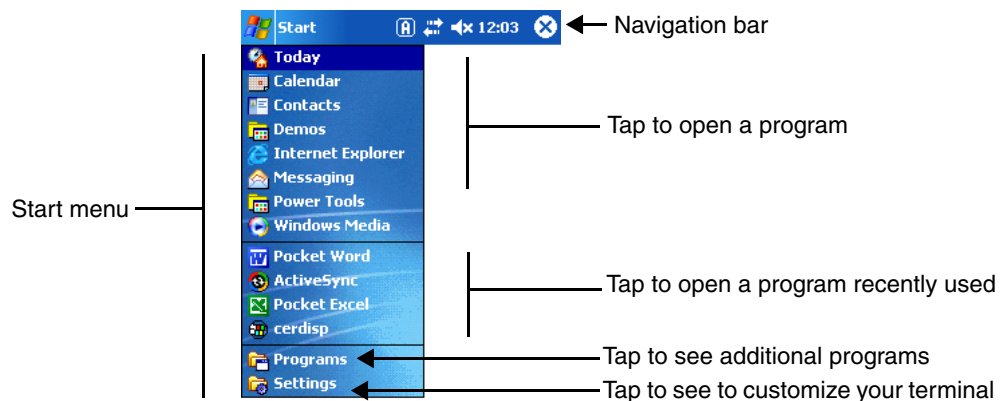 Start 12:03 Navigation bar
Today
Calendar
Contacts
Demos
Tap to open a program
Internet Explorer
Messaging
Power Tools
Start menu
Windows Media
Pocket Word
ActiveSync
Tap to open a program recently used
Pocket Excel
cerdisp
Programs Tap to see additional programs
Settings Tap to see to customize your terminal